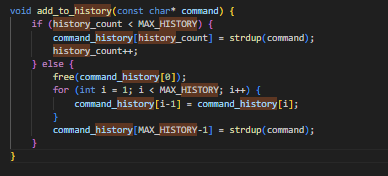 void add_to_history(const char* command) {
    if (history_count < MAX_HISTORY) {
        command_history[history_count] = strdup(command);
        history_count++;
    } else {
        free(command_history[0]);
        for (int i = 1; i < MAX_HISTORY; i++) {
            command_history[i-1] = command_history[i];
        }
        command_history[MAX_HISTORY-1] = strdup(command);
    }
}